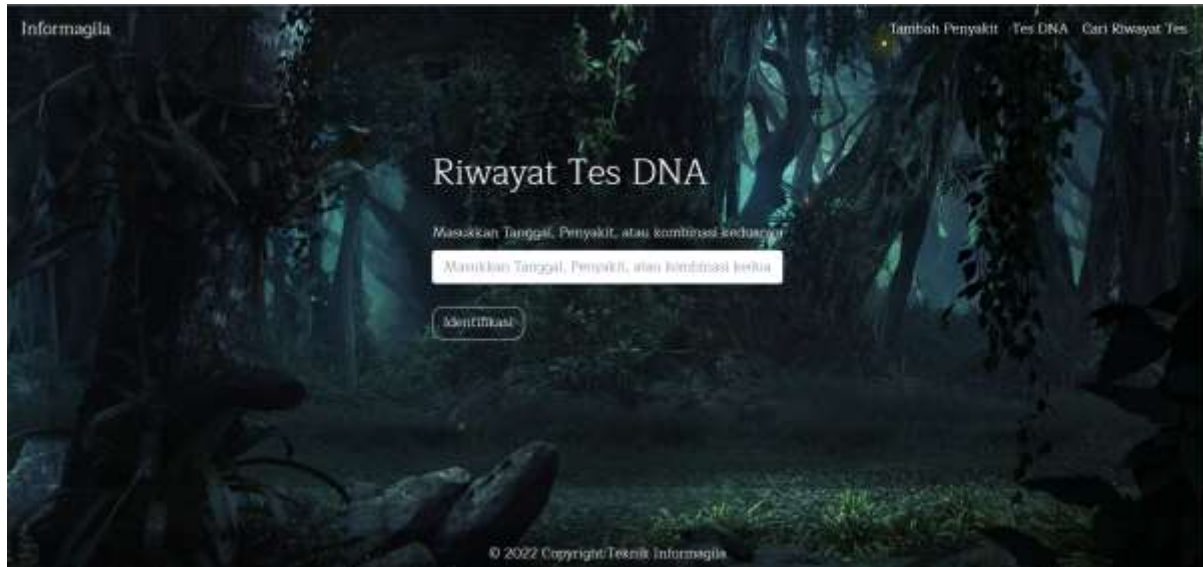 Informagila
Tambah Penyakit Tes DNA Cari Riwayat Tes
Riwayat Tes DNA
Masukkan Tanggal, Penyakit, atau kombinasi keduanya
Masukkan Tanggal, Penyakit, atau kombinasi kedua
Identifikasi
© 2022 Copyright:Teknik Informagila